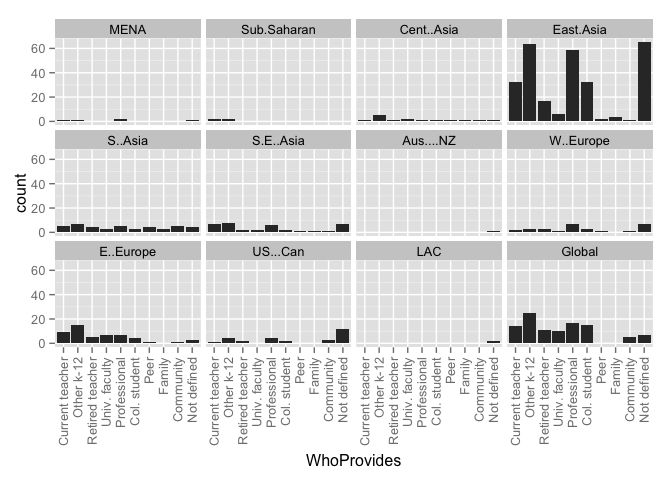 MENA Sub.Saharan Cent..Asia East.Asia
60
40
20
0
S..Asia S.E..Asia Aus....NZ W..Europe
60
40
20
0
E..Europe US...Can LAC Global
60
40
20
0
count
Current teacher
Other k-12
Retired teacher
Univ. faculty
Professional
Col. student
Peer
Family
Community
Not defined
Current teacher
Other k-12
Retired teacher
Univ. faculty
Professional
Col. student
Peer
Family
Community
Not defined
Current teacher
Other k-12
Retired teacher
Univ. faculty
Professional
Col. student
Peer
Family
Community
Not defined
Current teacher
Other k-12
Retired teacher
Univ. faculty
Professional
Col. student
Peer
Family
Community
Not defined
WhoProvides